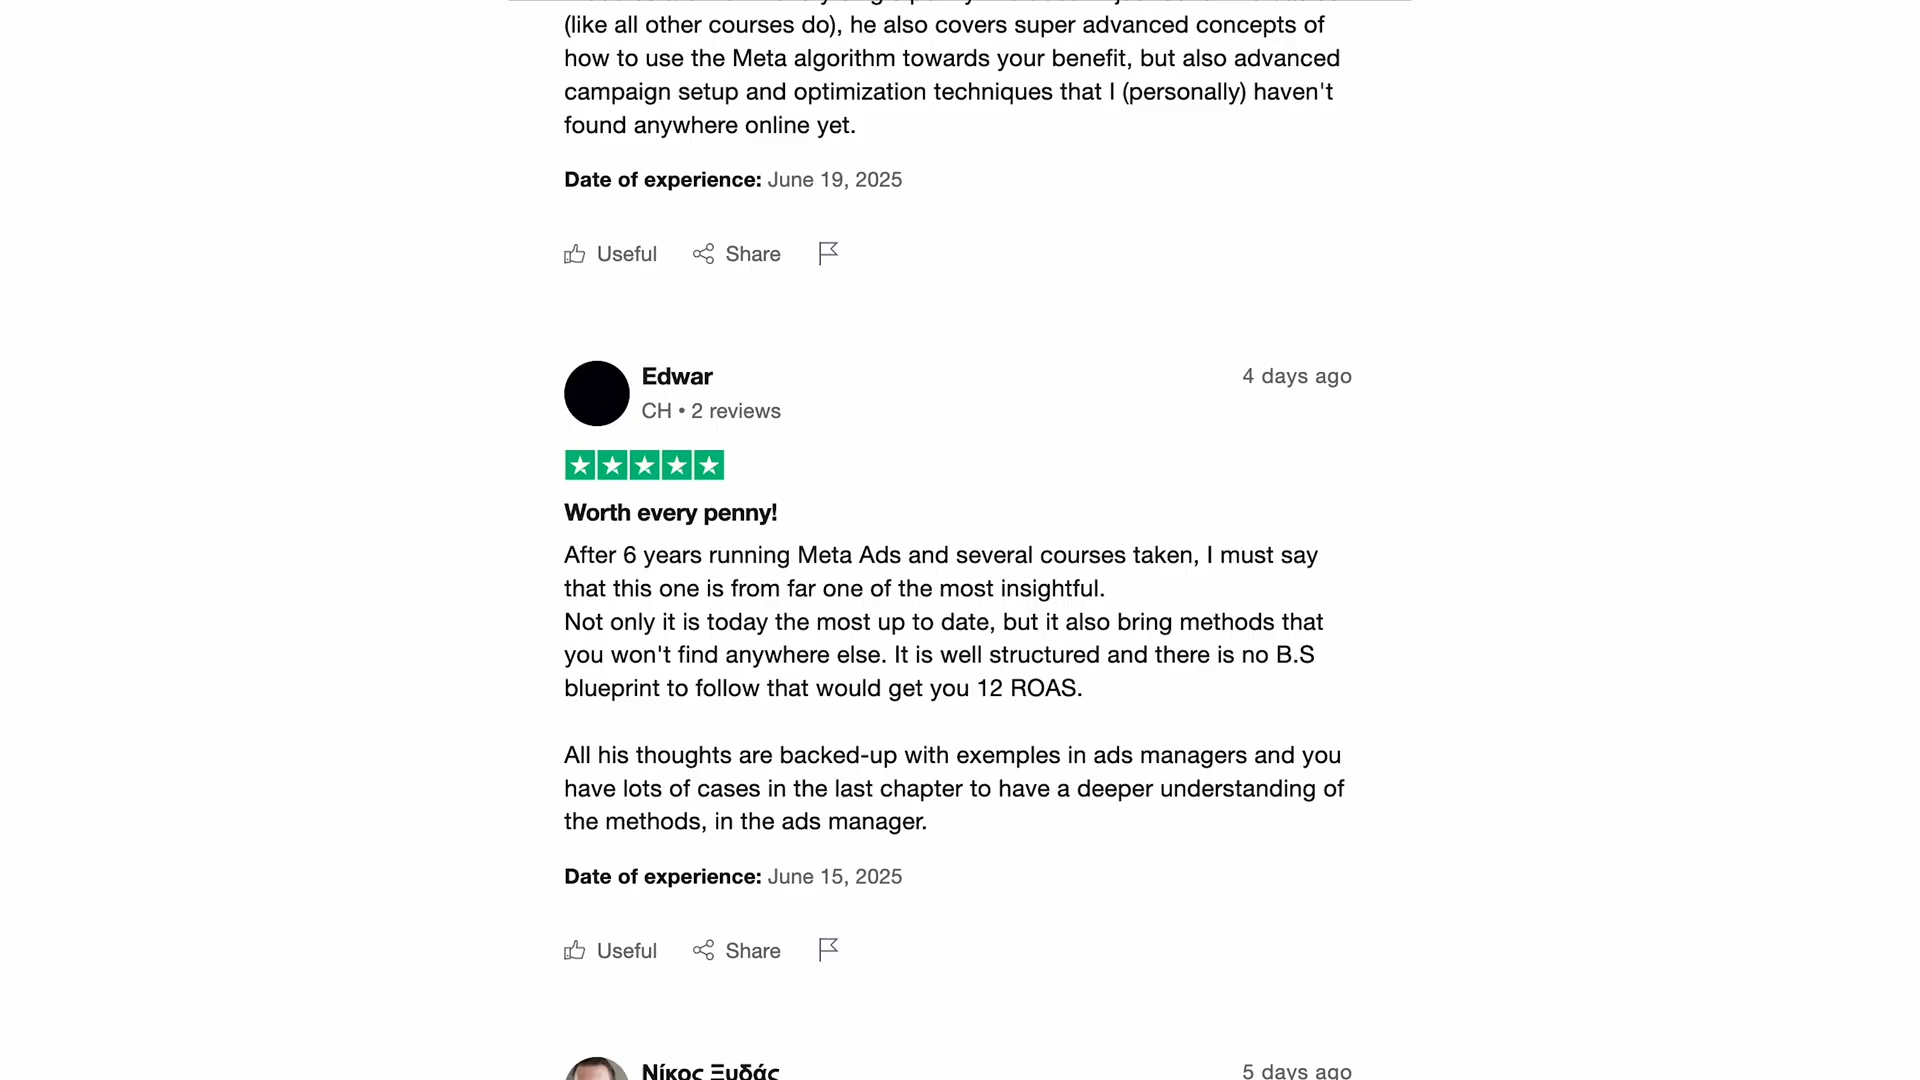 (like all other courses do), he also covers super advanced concepts of
how to use the Meta algorithm towards your benefit, but also advanced
campaign setup and optimization techniques that I (personally) haven't
found anywhere online yet.
Date of experience: June 19, 2025
Useful Share
Edwar 4 days ago
CH • 2 reviews
Worth every penny!
After 6 years running Meta Ads and several courses taken, I must say
that this one is from far one of the most insightful.
Not only it is today the most up to date, but it also bring methods that
you won't find anywhere else. It is well structured and there is no B.S
blueprint to follow that would get you 12 ROAS.
All his thoughts are backed-up with exemples in ads managers and you
have lots of cases in the last chapter to have a deeper understanding of
the methods, in the ads manager.
Date of experience: June 15, 2025
Useful Share
Νίκος Ξυδάς 5 days ago